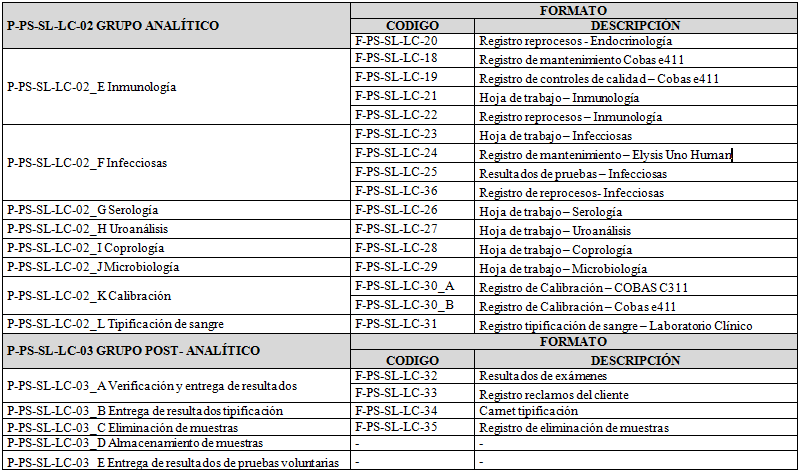 P-PS-SL-LC-02 GRUPO ANALÍTICO
FORMATO
CODIGO DESCRIPCIÓN
F-PS-SL-LC-20 Registro reprocesos - Endocrinología
P-PS-SL-LC-02_E Inmunología
F-PS-SL-LC-18 Registro de mantenimiento Cobas e411
F-PS-SL-LC-19 Registro de controles de calidad – Cobas e411
F-PS-SL-LC-21 Hoja de trabajo – Inmunología
F-PS-SL-LC-22 Registro reprocesos – Inmunología
P-PS-SL-LC-02_F Infecciosas
F-PS-SL-LC-23 Hoja de trabajo – Infecciosas
F-PS-SL-LC-24 Registro de mantenimiento – Elysis Uno Human
F-PS-SL-LC-25 Resultados de pruebas – Infecciosas
F-PS-SL-LC-36 Registro de reprocesos- Infecciosas
P-PS-SL-LC-02_G Serología F-PS-SL-LC-26 Hoja de trabajo – Serología
P-PS-SL-LC-02_H Uroanálisis F-PS-SL-LC-27 Hoja de trabajo – Uroanálisis
P-PS-SL-LC-02_I Coprología F-PS-SL-LC-28 Hoja de trabajo – Coprología
P-PS-SL-LC-02_J Microbiología F-PS-SL-LC-29 Hoja de trabajo – Microbiología
P-PS-SL-LC-02_K Calibración
F-PS-SL-LC-30_A Registro de Calibración – COBAS C311
F-PS-SL-LC-30_B Registro de Calibración – Cobas e411
P-PS-SL-LC-02_L Tipificación de sangre F-PS-SL-LC-31 Registro tipificación de sangre – Laboratorio Clínico
P-PS-SL-LC-03 GRUPO POST- ANALÍTICO
FORMATO
CODIGO DESCRIPCIÓN
P-PS-SL-LC-03_A Verificación y entrega de resultados
F-PS-SL-LC-32 Resultados de exámenes
F-PS-SL-LC-33 Registro reclamos del cliente
P-PS-SL-LC-03_B Entrega de resultados tipificación F-PS-SL-LC-34 Carnet tipificación
P-PS-SL-LC-03_C Eliminación de muestras F-PS-SL-LC-35 Registro de eliminación de muestras
P-PS-SL-LC-03_D Almacenamiento de muestras - -
P-PS-SL-LC-03_E Entrega de resultados de pruebas voluntarias - -